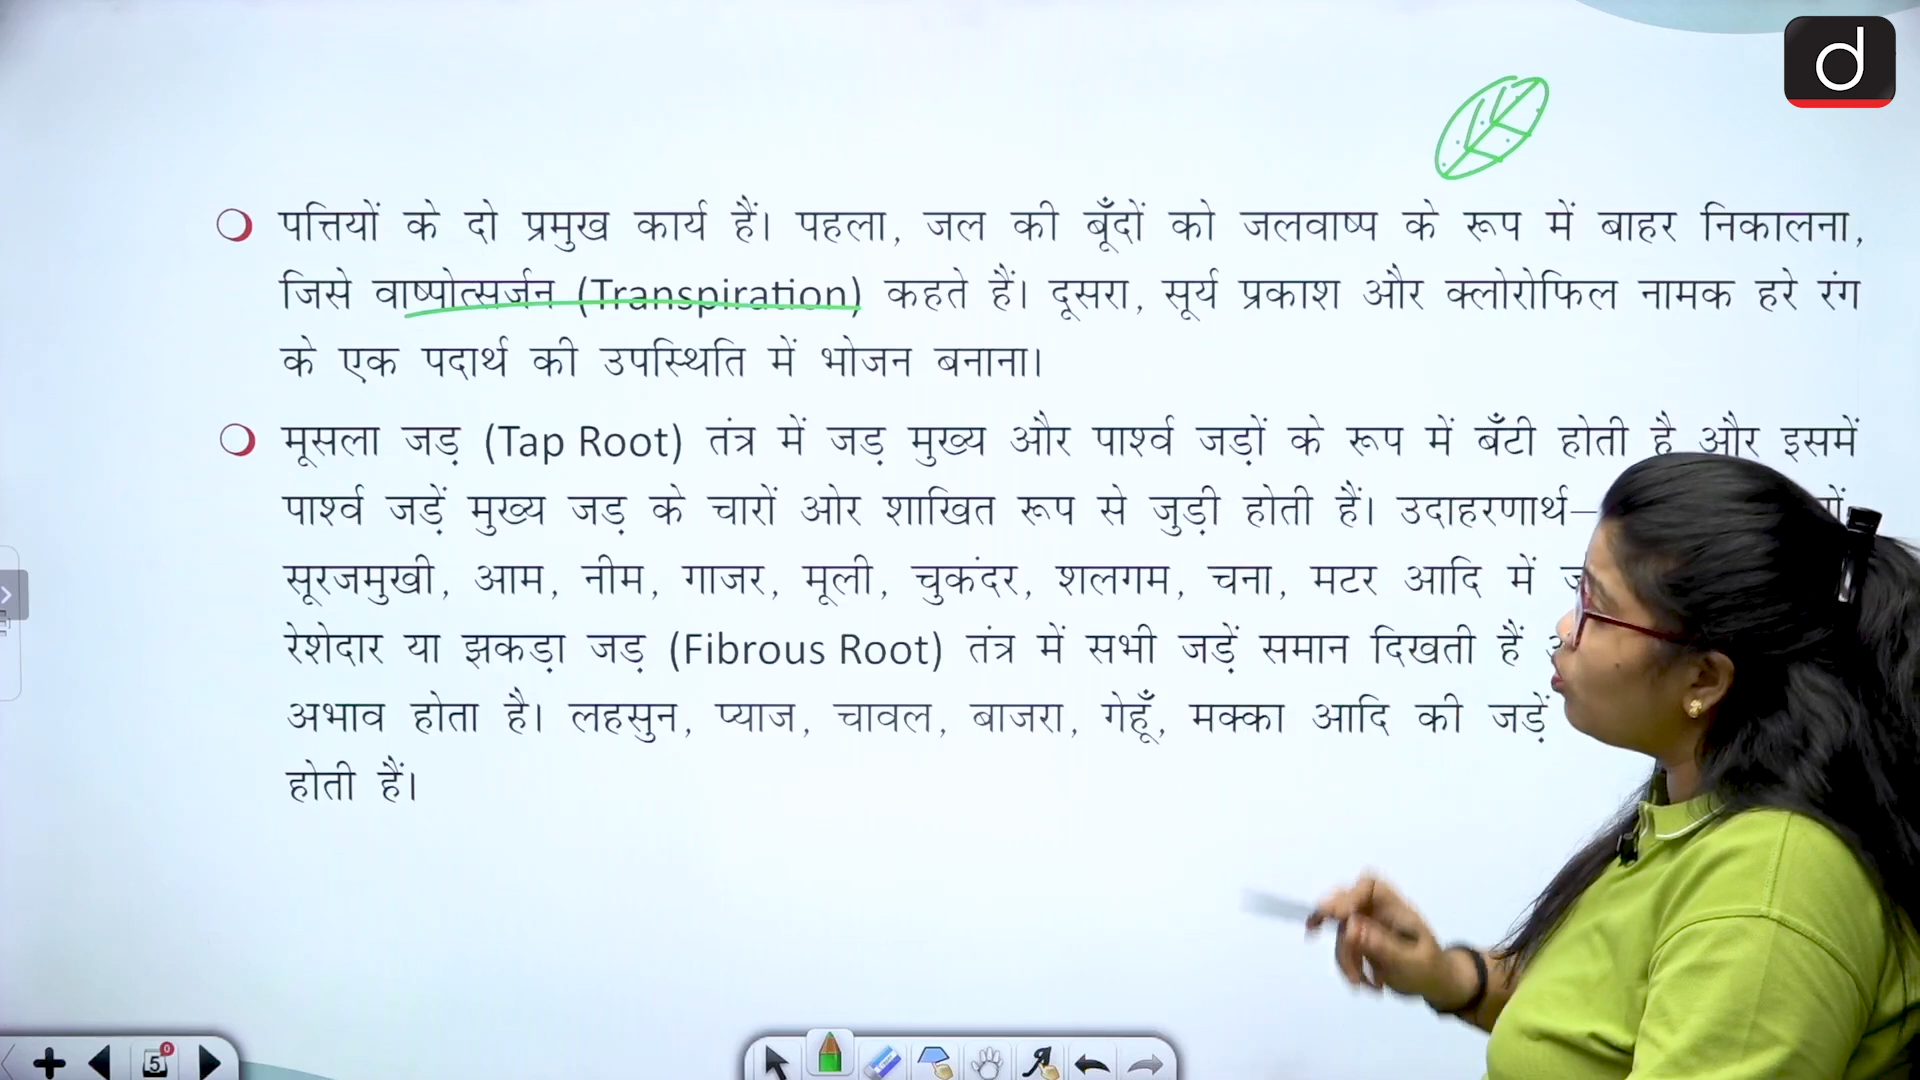 d
पत्तियों के दो प्रमुख कार्य हैं। पहला, जल की बूँदों को जलवाष्प के रूप में बाहर निकालना,
जिसे वाष्पोत्सर्जन (Transpiration) कहते हैं। दूसरा, सूर्य प्रकाश और क्लोरोफिल नामक हरे रंग
के एक पदार्थ की उपस्थिति में भोजन बनाना।
मूसला जड़ (Tap Root) तंत्र में जड़ मुख्य और पार्श्व जड़ों के रूप में बँटी होती है और इसमें
पार्श्व जड़ें मुख्य जड़ के चारों ओर शाखित रूप से जुड़ी होती हैं। उदाहरणार्थ–
सूरजमुखी, आम, नीम, गाजर, मूली, चुकंदर, शलगम, चना, मटर आदि में
रेशेदार या झकड़ा जड़ (Fibrous Root) तंत्र में सभी जड़ें समान दिखती हैं
अभाव होता है। लहसुन, प्याज, चावल, बाजरा, गेहूँ, मक्का आदि की जड़ें
होती हैं।
5
0